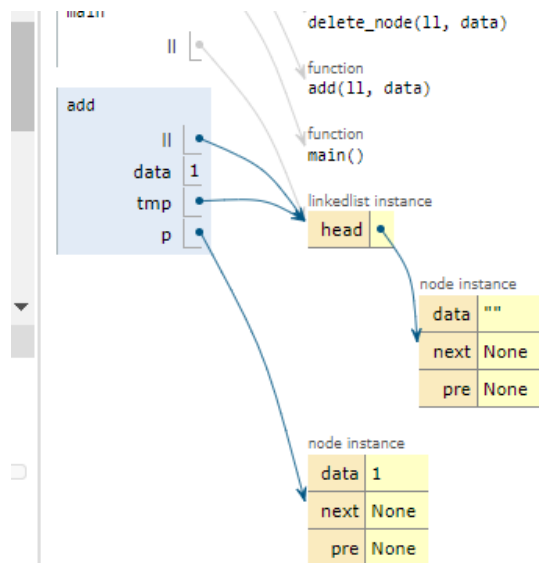 main
ll
delete_node(ll, data)
function
add(ll, data)
function
main()
add
ll
data 1
tmp
p
linkedlist instance
head
node instance
data ""
next None
pre None
node instance
data 1
next None
pre None